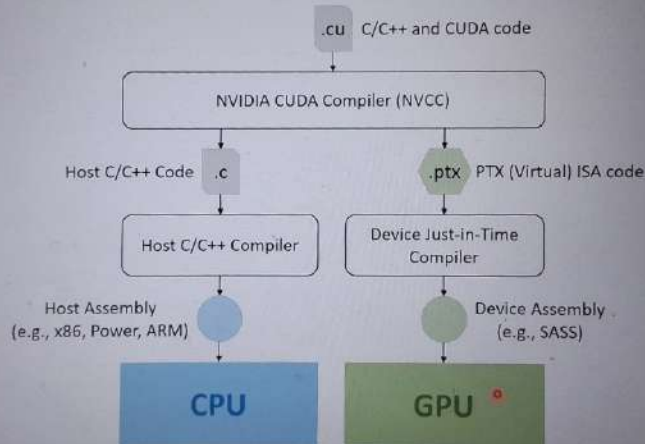 .cu C/C++ and CUDA code
NVIDIA CUDA Compiler (NVCC)
Host C/C++ Code .c
.ptx PTX (Virtual) ISA code
Host C/C++ Compiler
Device Just-in-Time
Compiler
Host Assembly
(e.g., x86, Power, ARM)
Device Assembly
(e.g., SASS)
CPU
GPU